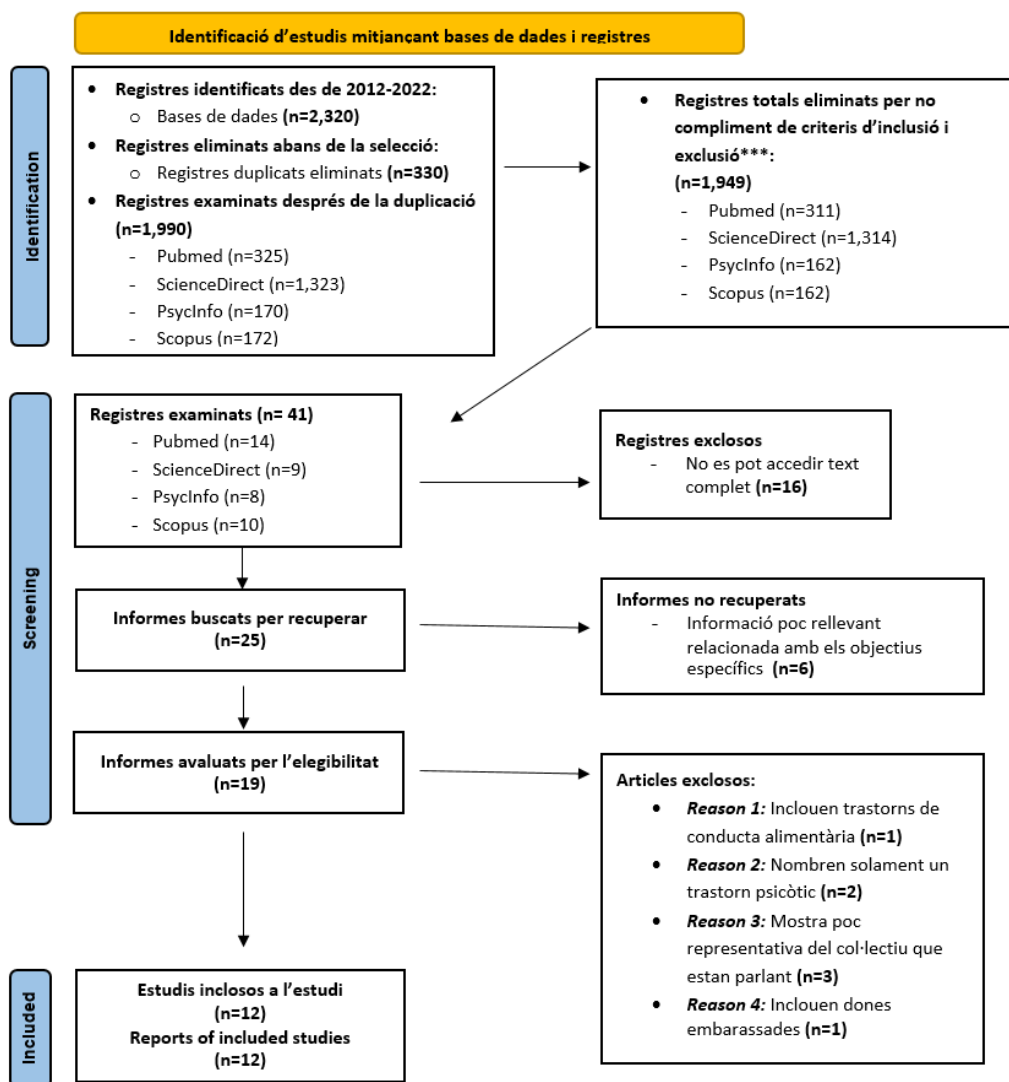 Identificació d'estudis mitjançant bases de dades i registres
Identification
• Registres identificats des de 2012-2022:
o Bases de dades (n=2,320)
• Registres eliminats abans de la selecció:
o Registres duplicats eliminats (n=330)
• Registres examinats després de la duplicació
(n=1,990)
- Pubmed (n=325)
- ScienceDirect (n=1,323)
- PsycInfo (n=170)
- Scopus (n=172)
• Registres totals eliminats per no
compliment de criteris d'inclusió i
exclusió***:
(n=1,949)
- Pubmed (n=311)
- ScienceDirect (n=1,314)
- PsycInfo (n=162)
- Scopus (n=162)
Screening
Registres examinats (n= 41)
- Pubmed (n=14)
- ScienceDirect (n=9)
- PsycInfo (n=8)
- Scopus (n=10)
Registres exclosos
- No es pot accedir text
complet (n=16)
Informes buscats per recuperar
(n=25)
Informes no recuperats
- Informació poc rellevant
relacionada amb els objectius
específics (n=6)
Informes avaluats per l'elegibilitat
(n=19)
Articles exclosos:
• Reason 1: Inclouen trastorns de
conducta alimentària (n=1)
• Reason 2: Nombren solament un
trastorn psicòtic (n=2)
• Reason 3: Mostra poc
representativa del col·lectiu que
estan parlant (n=3)
• Reason 4: Inclouen dones
embarassades (n=1)
Included
Estudis inclosos a l'estudi
(n=12)
Reports of included studies
(n=12)